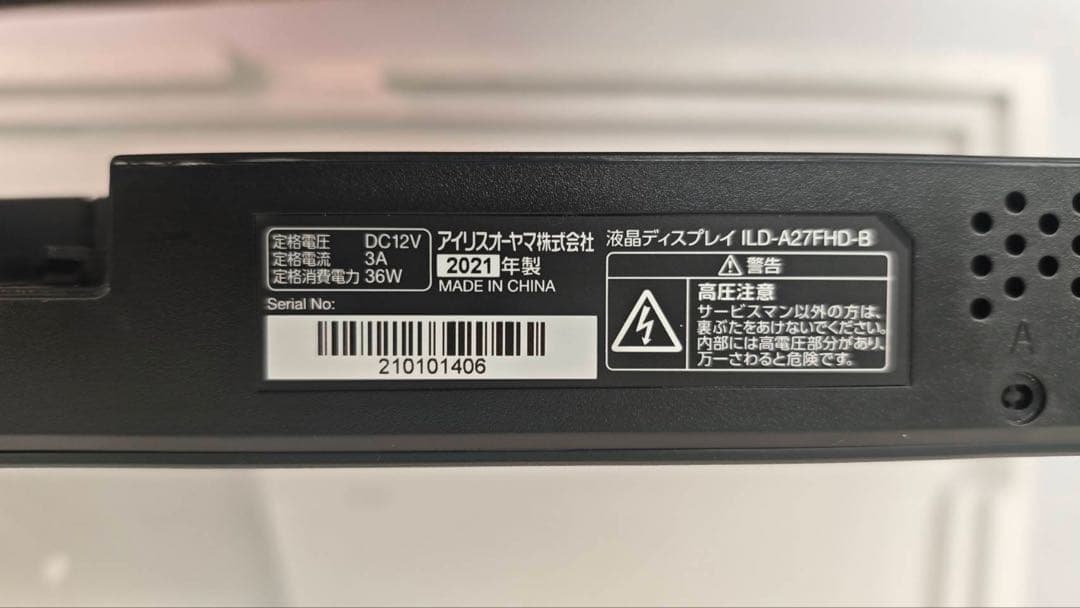 定格電圧 DC12V
定格電流 3A
定格消費電力 36W
アイリスオーヤマ株式会社
2021年製
MADE IN CHINA
Serial No:
210101406
液晶ディスプレイ ILD-A27FHD-B
警告
高圧注意
サービスマン以外の方は、
裏ぶたをあけないでください。
内部には高電圧部分があり、
万一さわると危険です。
A